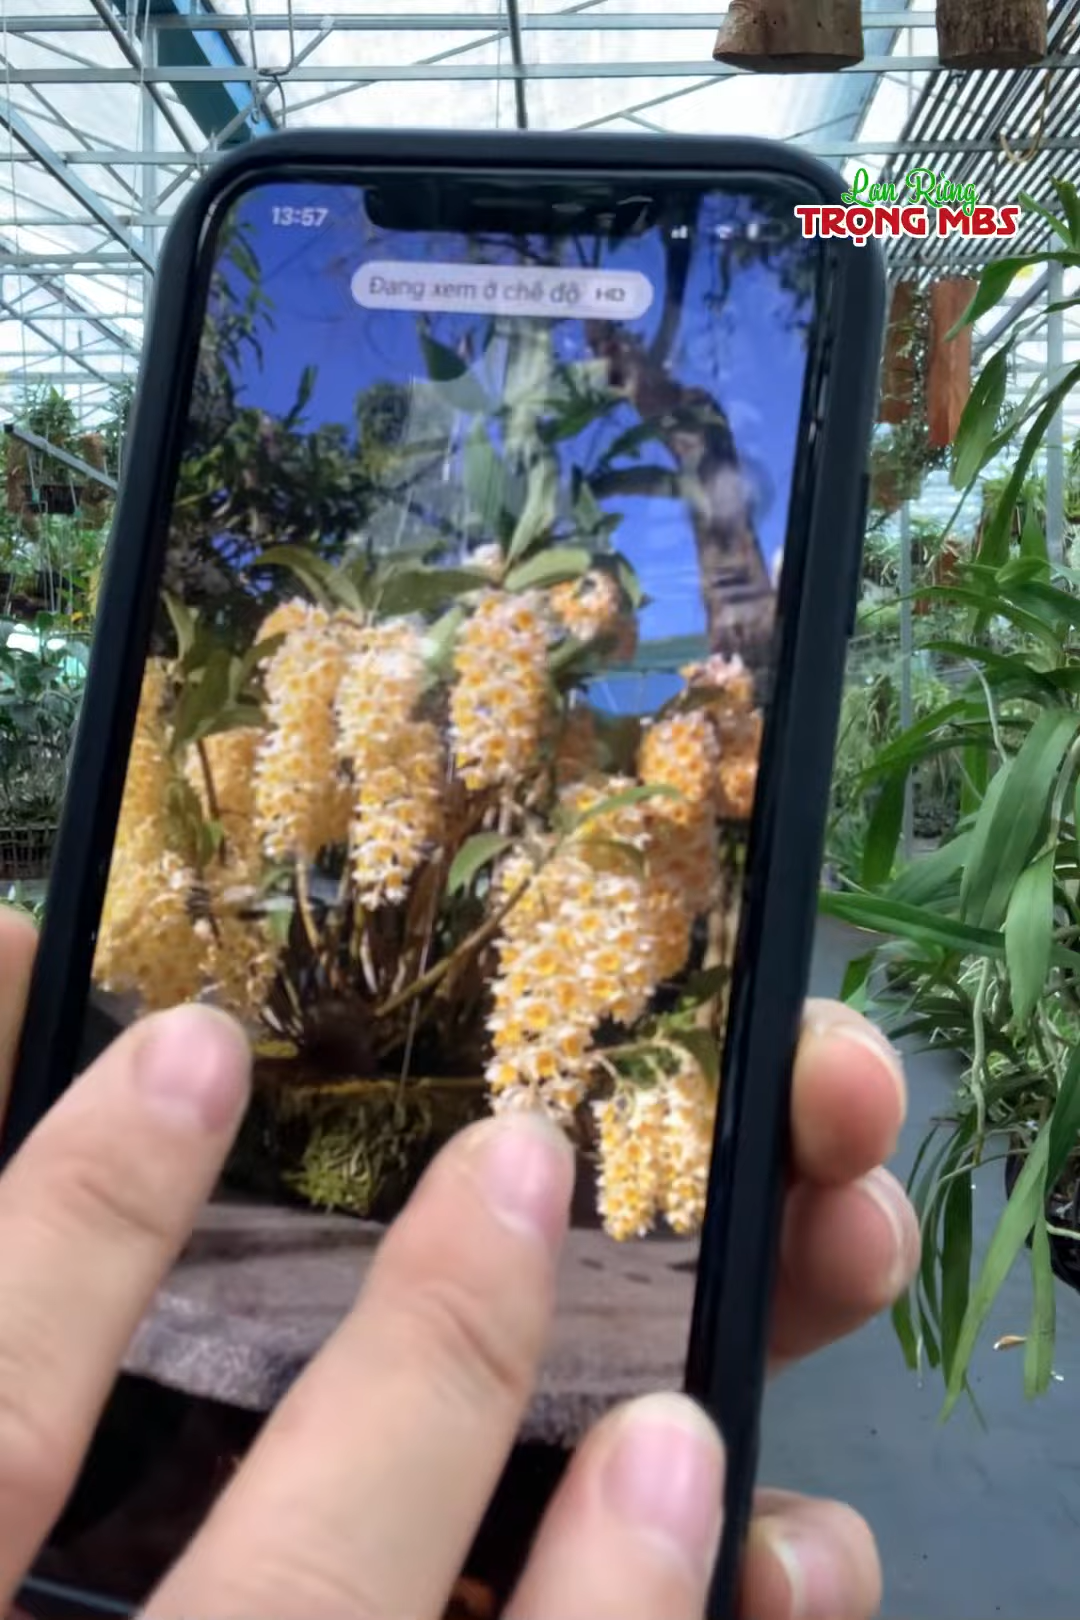 Lan Rừng
TRỌNG MBS
13:57
Đang xem ở chế độ HD